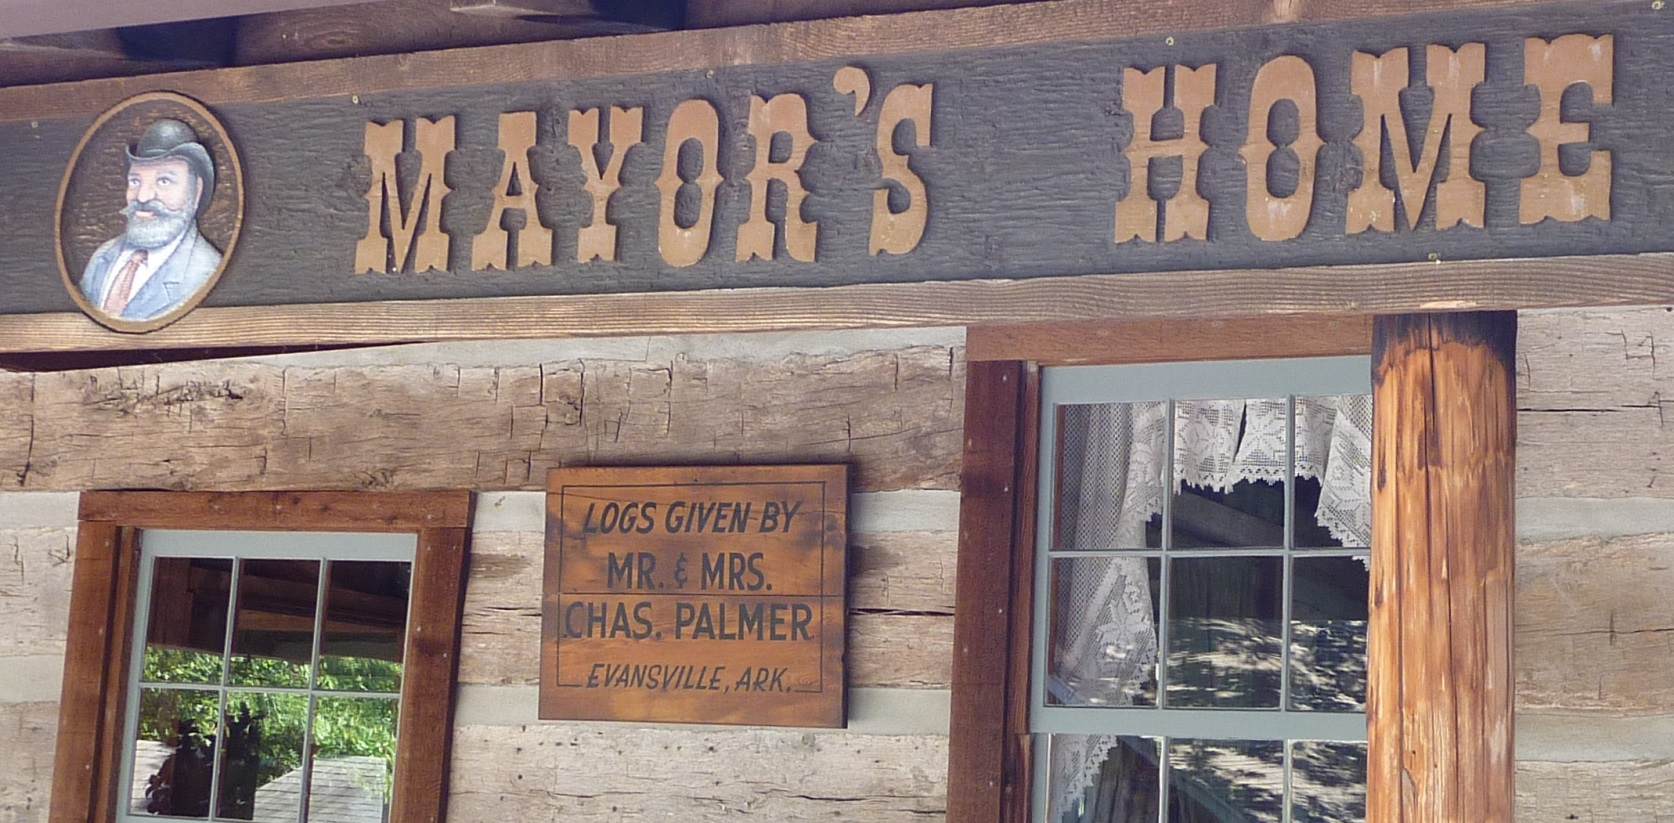 MAYOR'S HOME
LOGS GIVEN BY
MR. & MRS.
CHAS. PALMER
EVANSVILLE, ARK.